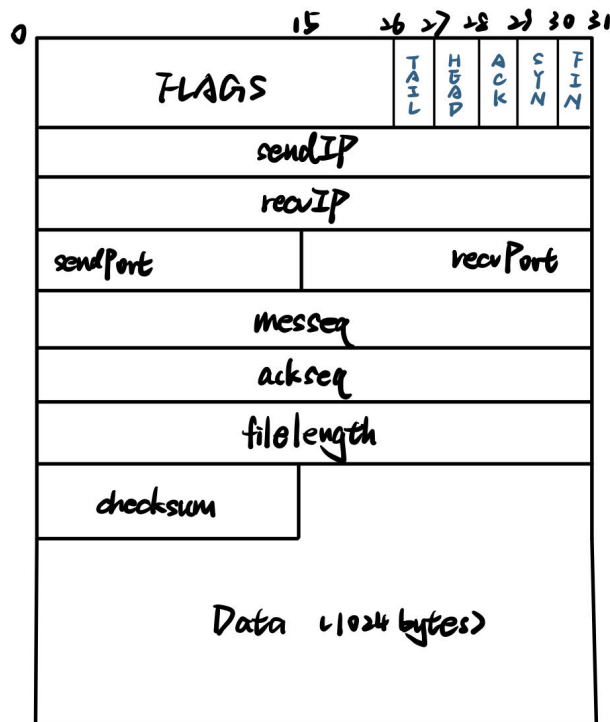 0 15 26 27 28 29 30 31
FLAGS TAIL HEAD ACK SYN FIN
sendIP
recvIP
sendPort recvPort
messeq
ackseq
filelength
checksum
Data (1024 bytes)